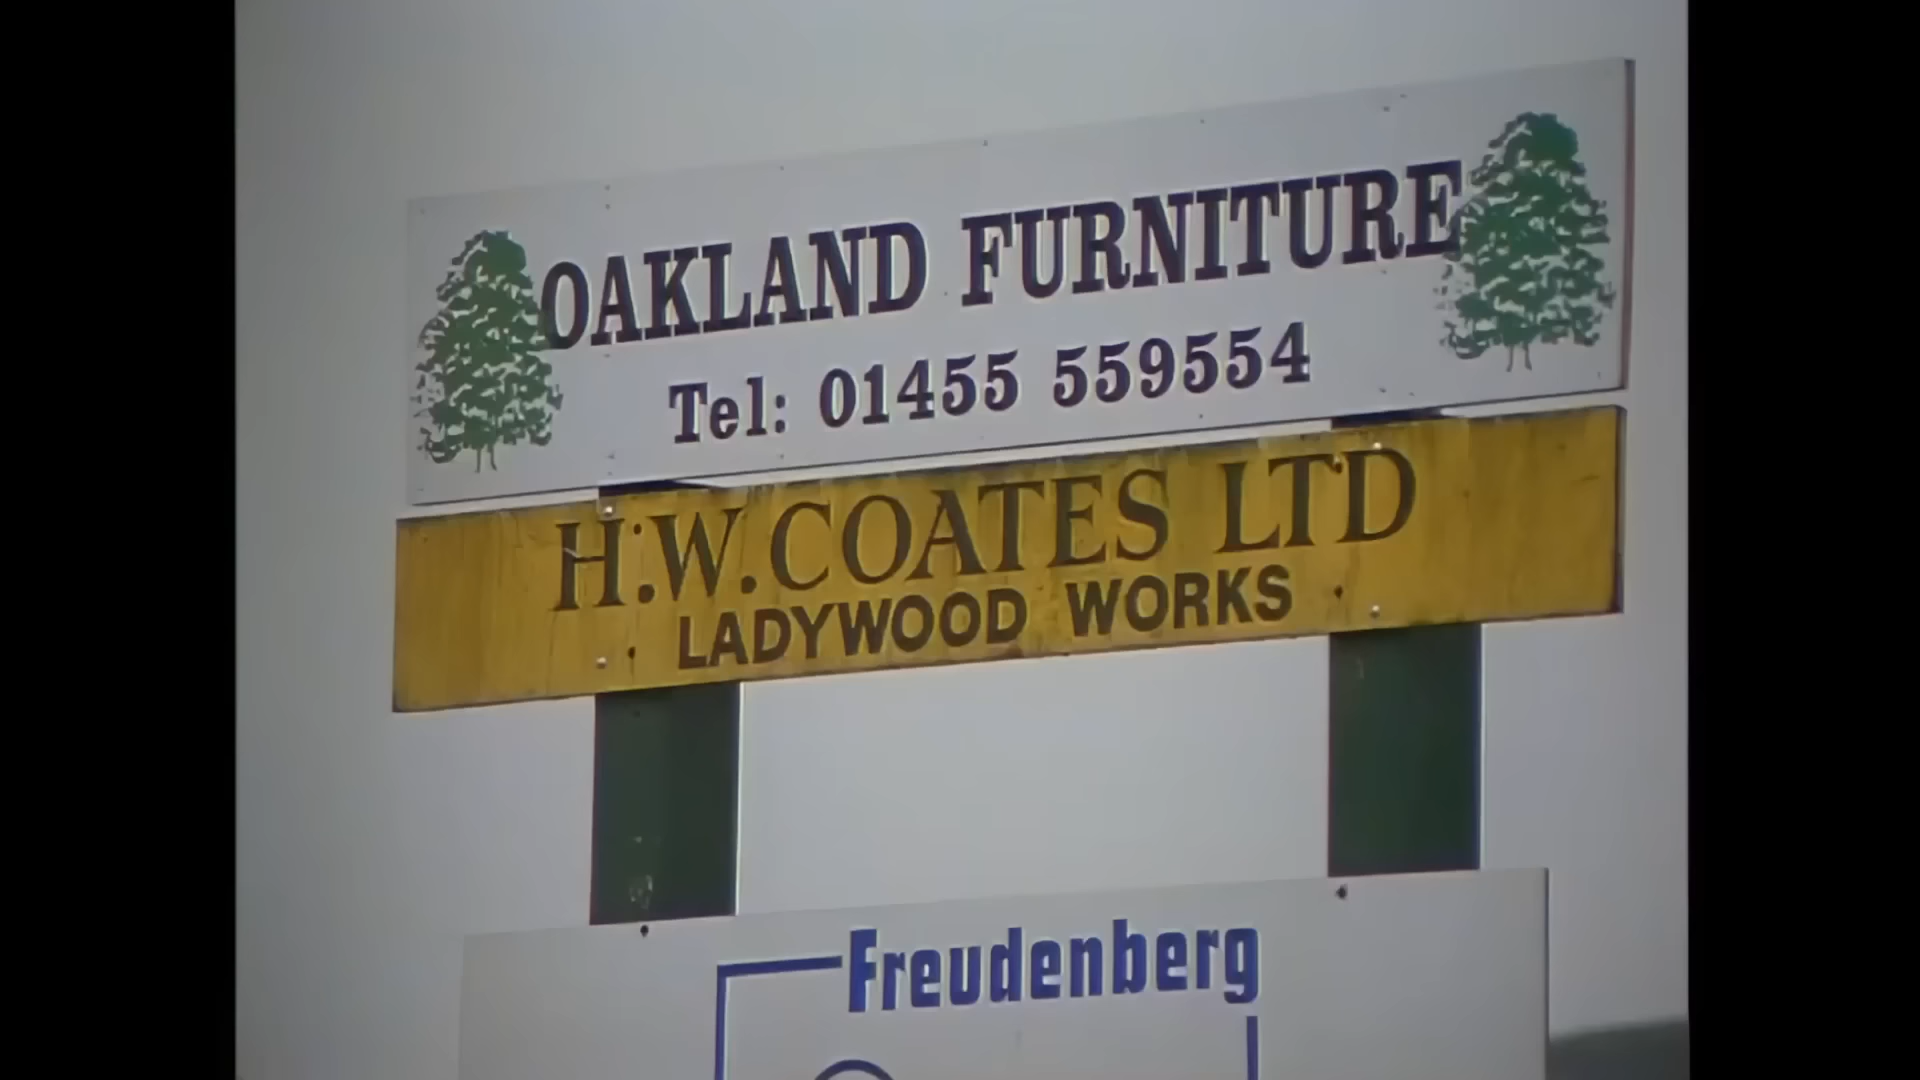 OAKLAND FURNITURE
Tel: 01455 559554
H.W. COATES LTD
LADYWOOD WORKS
Freudenberg